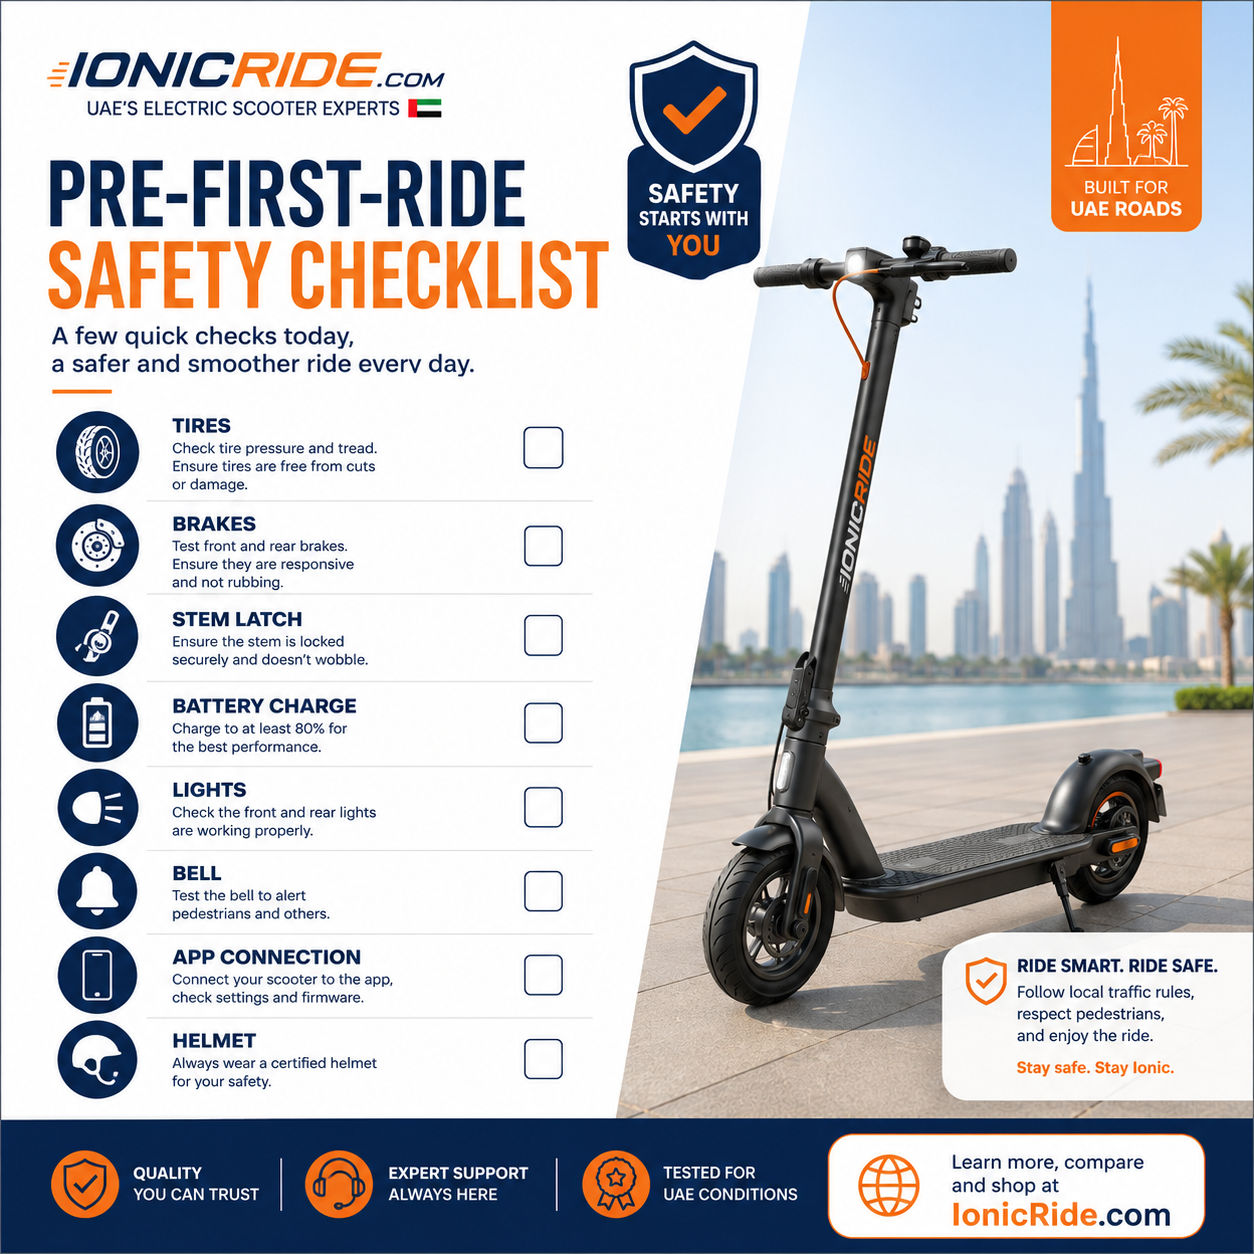 IONICRIDE.COM
UAE'S ELECTRIC SCOOTER EXPERTS
PRE-FIRST-RIDE
SAFETY CHECKLIST
A few quick checks today,
a safer and smoother ride every day.
SAFETY
STARTS WITH
YOU
BUILT FOR
UAE ROADS
TIRES
Check tire pressure and tread.
Ensure tires are free from cuts
or damage.
BRAKES
Test front and rear brakes.
Ensure they are responsive
and not rubbing.
STEM LATCH
Ensure the stem is locked
securely and doesn't wobble.
BATTERY CHARGE
Charge to at least 80% for
the best performance.
LIGHTS
Check the front and rear lights
are working properly.
BELL
Test the bell to alert
pedestrians and others.
APP CONNECTION
Connect your scooter to the app,
check settings and firmware.
HELMET
Always wear a certified helmet
for your safety.
IONICRIDE
RIDE SMART. RIDE SAFE.
Follow local traffic rules,
respect pedestrians,
and enjoy the ride.
Stay safe. Stay Ionic.
QUALITY
YOU CAN TRUST
EXPERT SUPPORT
ALWAYS HERE
TESTED FOR
UAE CONDITIONS
Learn more, compare
and shop at
IonicRide.com